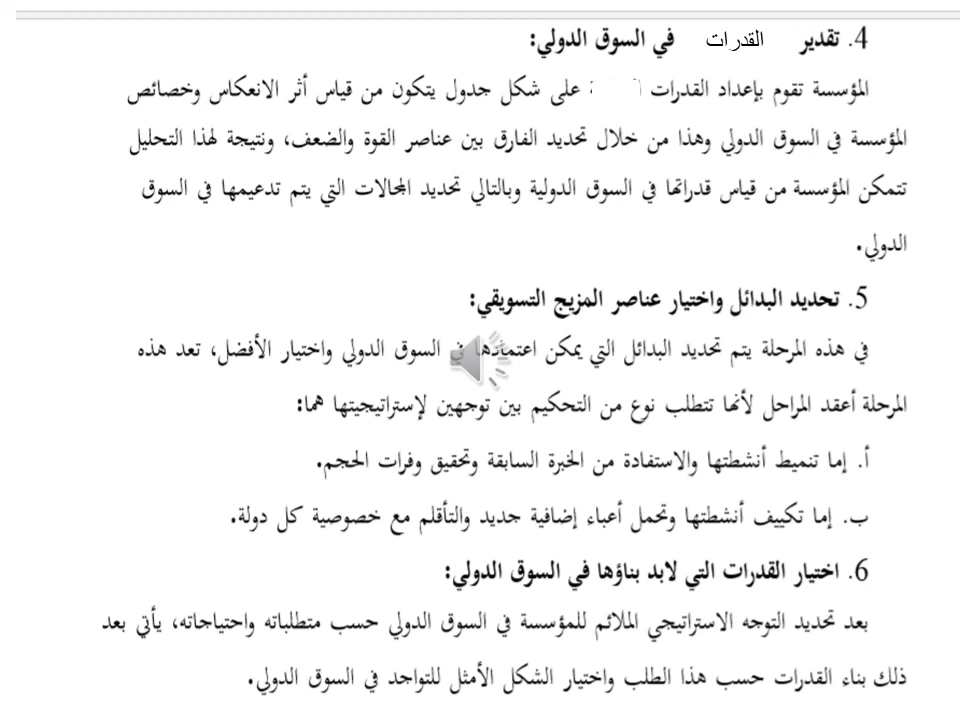 4. تقدير القدرات في السوق الدولي:
المؤسسة تقوم بإعداد القدرات على شكل جدول يتكون من قياس أثر الانعكاس وخصائص
المؤسسة في السوق الدولي وهذا من خلال تحديد الفارق بين عناصر القوة والضعف، ونتيجة لهذا التحليل
تتمكن المؤسسة من قياس قدراتها في السوق الدولية وبالتالي تحديد المجالات التي يتم تدعيمها في السوق
الدولي.
5. تحديد البدائل واختيار عناصر المزيج التسويقي:
في هذه المرحلة يتم تحديد البدائل التي يمكن اعتمادها في السوق الدولي واختيار الأفضل، تعد هذه
المرحلة أعقد المراحل لأنها تتطلب نوع من التحكيم بين توجهين لإستراتيجيتها هما:
أ. إما تنميط أنشطتها والاستفادة من الخبرة السابقة وتحقيق وفرات الحجم.
ب. إما تكييف أنشطتها وتحمل أعباء إضافية جديد والتأقلم مع خصوصية كل دولة.
6. اختيار القدرات التي لابد بناؤها في السوق الدولي:
بعد تحديد التوجه الاستراتيجي الملائم للمؤسسة في السوق الدولي حسب متطلباته واحتياجاته، يأتي بعد
ذلك بناء القدرات حسب هذا الطلب واختيار الشكل الأمثل للتواجد في السوق الدولي.